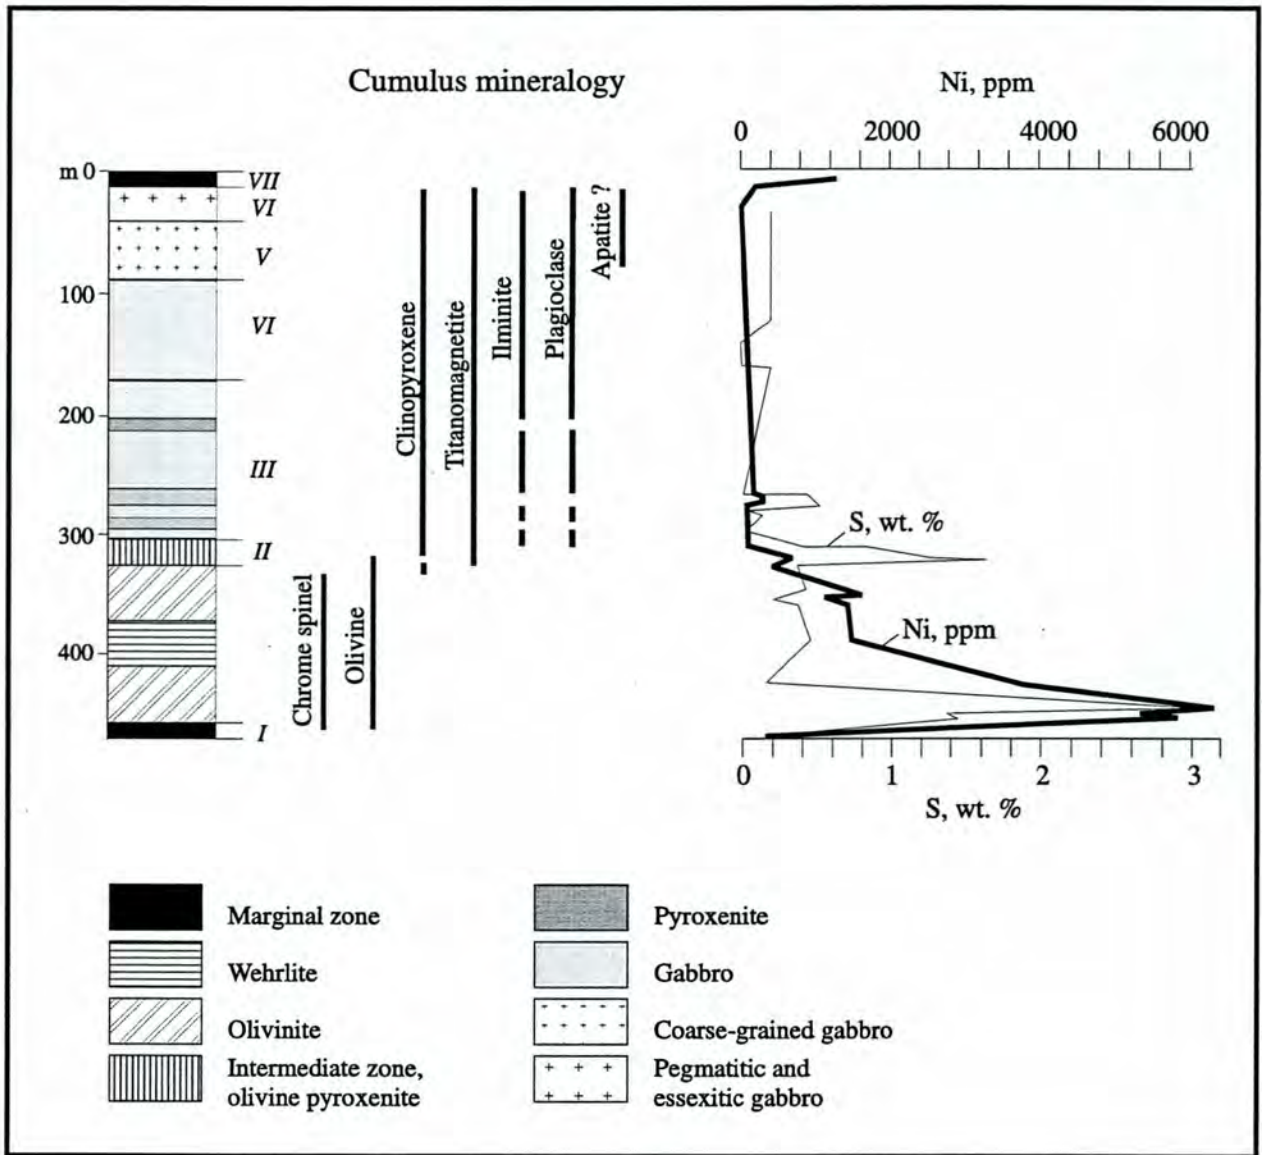 Cumulus mineralogy
Ni, ppm
0 2000 4000 6000
m 0
100
200
300
400
VII
VI
V
VI
III
II
I
Chrome spinel
Olivine
Clinopyroxene
Titanomagnetite
Ilminite
Plagioclase
Apatite ?
S, wt. %
Ni, ppm
0 1 2 3
S, wt. %
Marginal zone
Wehrlite
Olivinite
Intermediate zone,
olivine pyroxenite
Pyroxenite
Gabbro
Coarse-grained gabbro
Pegmatitic and
essexitic gabbro